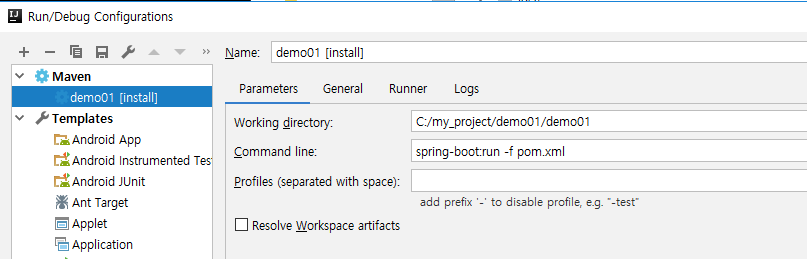 Run/Debug Configurations
Name: demo01 [install]
Maven
demo01 [install]
Templates
Android App
Android Instrumented Tes
Android JUnit
Ant Target
Applet
Application
Parameters General Runner Logs
Working directory: C:/my_project/demo01/demo01
Command line: spring-boot:run -f pom.xml
Profiles (separated with space):
add prefix '-' to disable profile, e.g. "-test"
Resolve Workspace artifacts